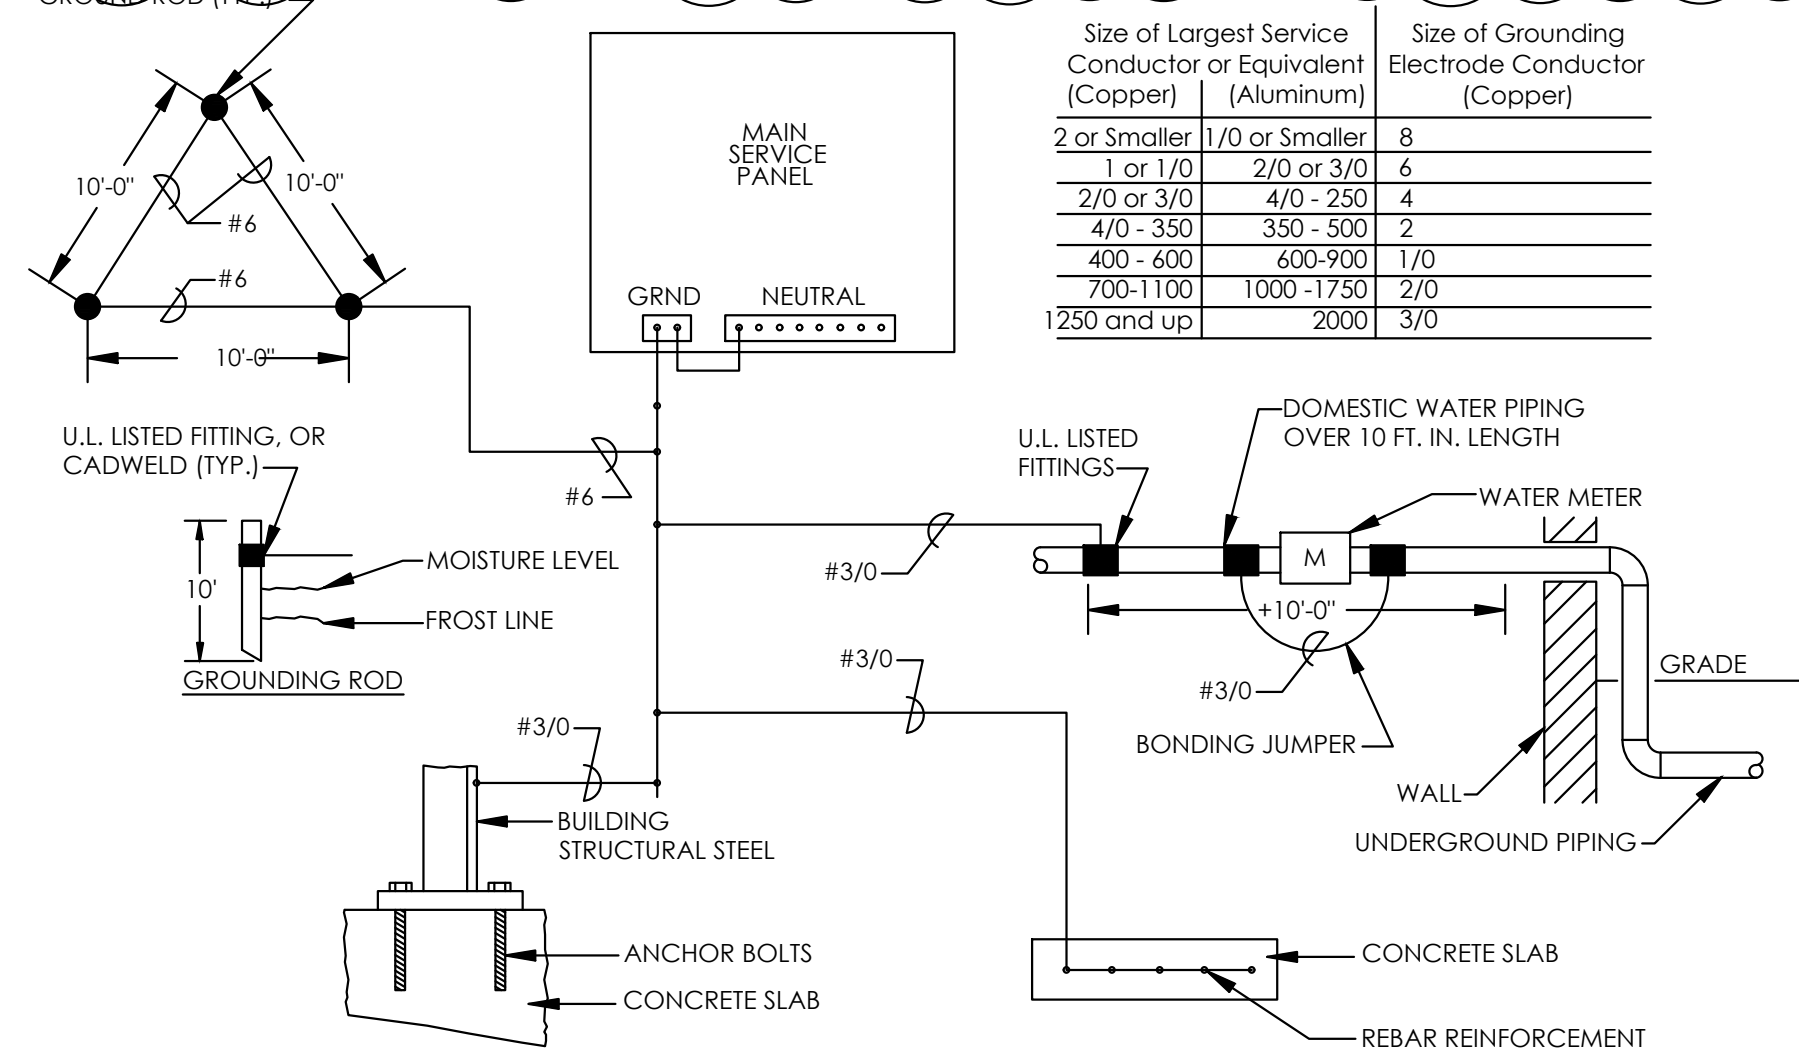 GROUND ROD (TYP.)
10'-0"
10'-0"
#6
#6
10'-0"
MAIN
SERVICE
PANEL
GRND
NEUTRAL
Size of Largest Service
Conductor or Equivalent
(Copper) (Aluminum)
Size of Grounding
Electrode Conductor
(Copper)
2 or Smaller 1/0 or Smaller 8
1 or 1/0 2/0 or 3/0 6
2/0 or 3/0 4/0 - 250 4
4/0 - 350 350 - 500 2
400 - 600 600-900 1/0
700-1100 1000 -1750 2/0
1250 and up 2000 3/0
U.L. LISTED FITTING, OR
CADWELD (TYP.)
10'
MOISTURE LEVEL
FROST LINE
GROUNDING ROD
#6
U.L. LISTED
FITTINGS
DOMESTIC WATER PIPING
OVER 10 FT. IN. LENGTH
WATER METER
M
#3/0
+10'-0"
#3/0
BONDING JUMPER
GRADE
WALL
UNDERGROUND PIPING
#3/0
#3/0
BUILDING
STRUCTURAL STEEL
ANCHOR BOLTS
CONCRETE SLAB
CONCRETE SLAB
REBAR REINFORCEMENT